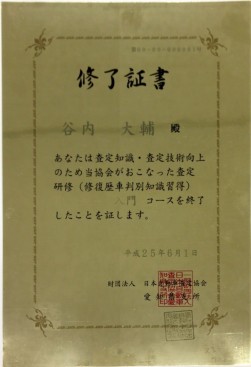 修了証書
谷内 大輔 殿
あなたは査定知識・査定技術向上
のため当協会がおこなった査定
研修（修復歴車判別知識習得）
入門 コースを終了
したことを証します。
平成25年6月1日
財団法人 日本自動車査定協会